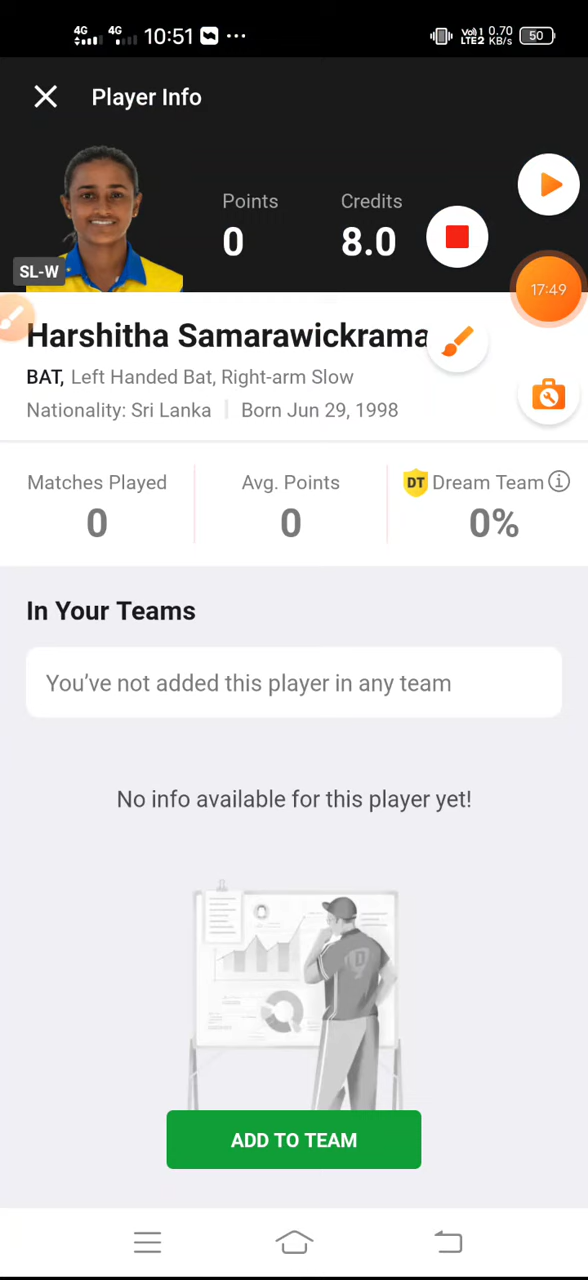 4G 4G 10:51 ... Vo) 1 LTE2 0.70 KB/s 50
Player Info
Points Credits
0 8.0
SL-W
17:49
Harshitha Samarawickrama
BAT, Left Handed Bat, Right-arm Slow
Nationality: Sri Lanka | Born Jun 29, 1998
Matches Played Avg. Points DT Dream Team i
0 0 0%
In Your Teams
You’ve not added this player in any team
No info available for this player yet!
D
ADD TO TEAM